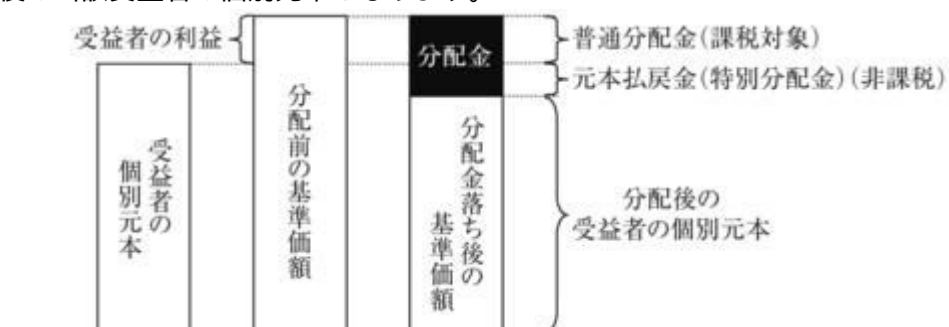 受益者の利益
分配金
普通分配金(課税対象)
元本払戻金(特別分配金)(非課税)
受益者の
個別元本
分配前の基準価額
分配金落ち後の
基準価額
分配後の
受益者の個別元本